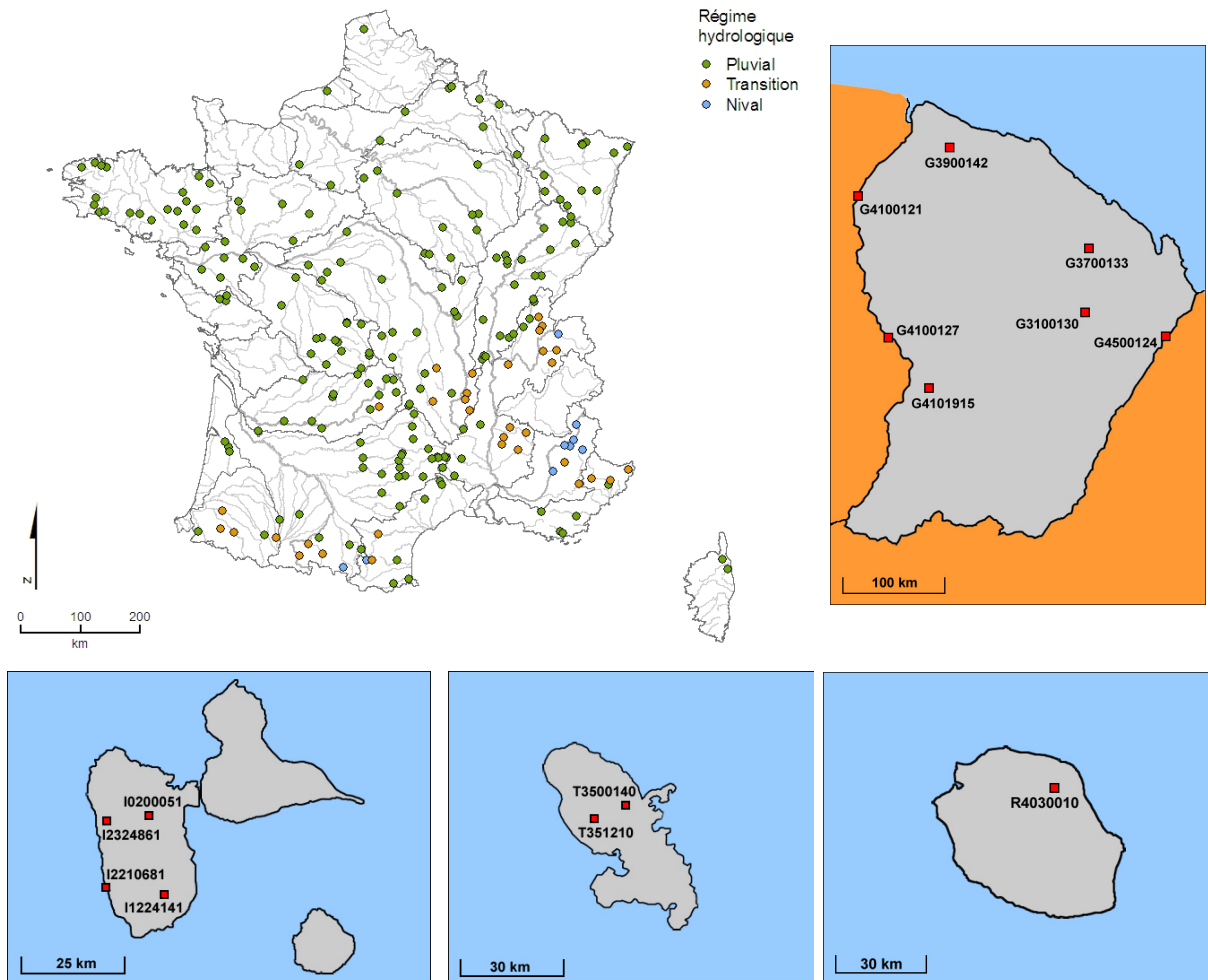 Régime
hydrologique
Pluvial
Transition
Nival
N
0 100 200
km
G3900142
G4100121
G3700133
G3100130
G4100127
G4500124
G4101915
100 km
I0200051
I2324861
I2210681
I1224141
25 km
T3500140
T351210
30 km
R4030010
30 km